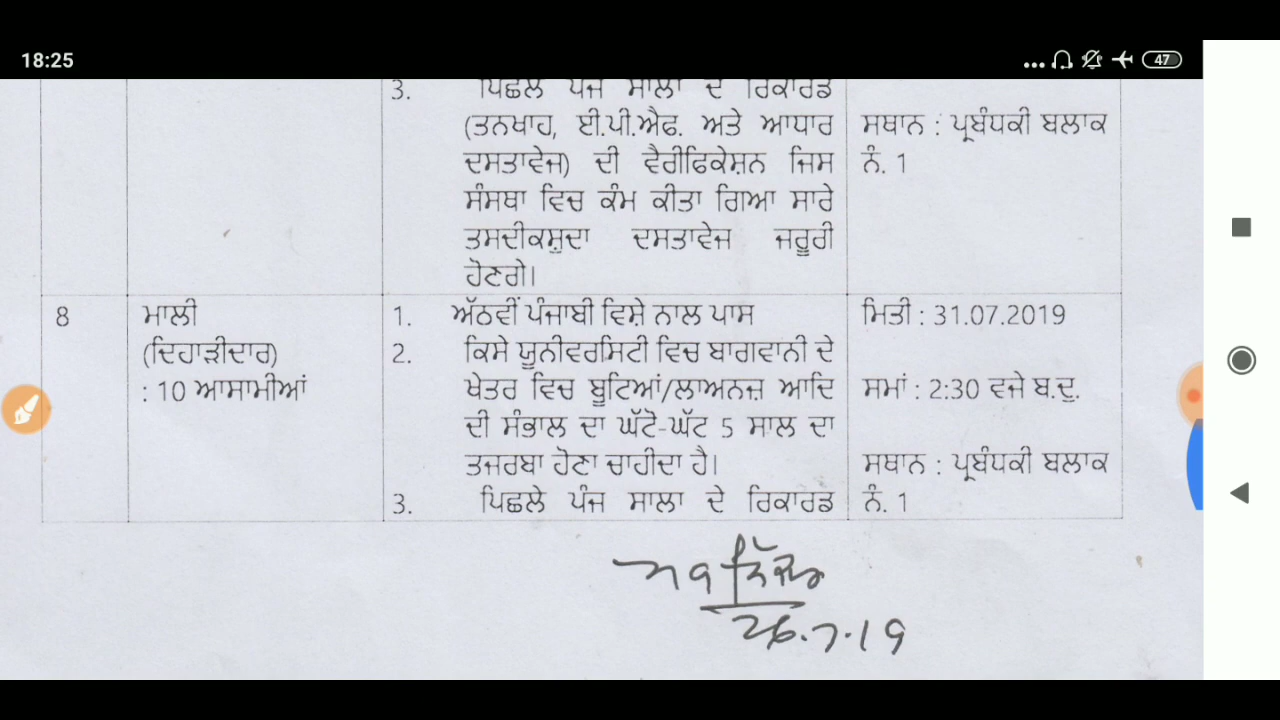 18:25
47
3. ਪਿਛਲੇ ਪੰਜ ਸਾਲਾ ਦੇ ਰਿਕਾਰਡ
(ਤਨਖਾਹ, ਈ.ਪੀ.ਐਫ. ਅਤੇ ਆਧਾਰ
ਦਸਤਾਵੇਜ) ਦੀ ਵੈਰੀਫਿਕੇਸ਼ਨ ਜਿਸ
ਸੰਸਥਾ ਵਿਚ ਕੰਮ ਕੀਤਾ ਗਿਆ ਸਾਰੇ
ਤਸਦੀਕਸ਼ੁਦਾ ਦਸਤਾਵੇਜ ਜਰੂਰੀ
ਹੋਣਗੇ।
ਸਥਾਨ : ਪ੍ਰਬੰਧਕੀ ਬਲਾਕ
ਨੰ. 1
8
ਮਾਲੀ
(ਦਿਹਾੜੀਦਾਰ)
: 10 ਆਸਾਮੀਆਂ
1. ਅੱਠਵੀਂ ਪੰਜਾਬੀ ਵਿਸ਼ੇ ਨਾਲ ਪਾਸ
2. ਕਿਸੇ ਯੂਨੀਵਰਸਿਟੀ ਵਿਚ ਬਾਗਵਾਨੀ ਦੇ
ਖੇਤਰ ਵਿਚ ਬੂਟਿਆਂ/ਲਾਅਨਜ਼ ਆਦਿ
ਦੀ ਸੰਭਾਲ ਦਾ ਘੱਟੋ-ਘੱਟ 5 ਸਾਲ ਦਾ
ਤਜਰਬਾ ਹੋਣਾ ਚਾਹੀਦਾ ਹੈ।
3. ਪਿਛਲੇ ਪੰਜ ਸਾਲਾ ਦੇ ਰਿਕਾਰਡ
ਮਿਤੀ : 31.07.2019
ਸਮਾਂ : 2:30 ਵਜੇ ਬ.ਦੁ.
ਸਥਾਨ : ਪ੍ਰਬੰਧਕੀ ਬਲਾਕ
ਨੰ. 1
26.7.19